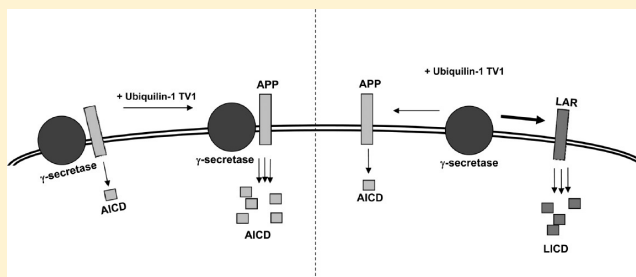 + Ubiquilin-1 TV1
γ-secretase
AICD
APP
γ-secretase
AICD
APP
+ Ubiquilin-1 TV1
LAR
γ-secretase
AICD
LICD